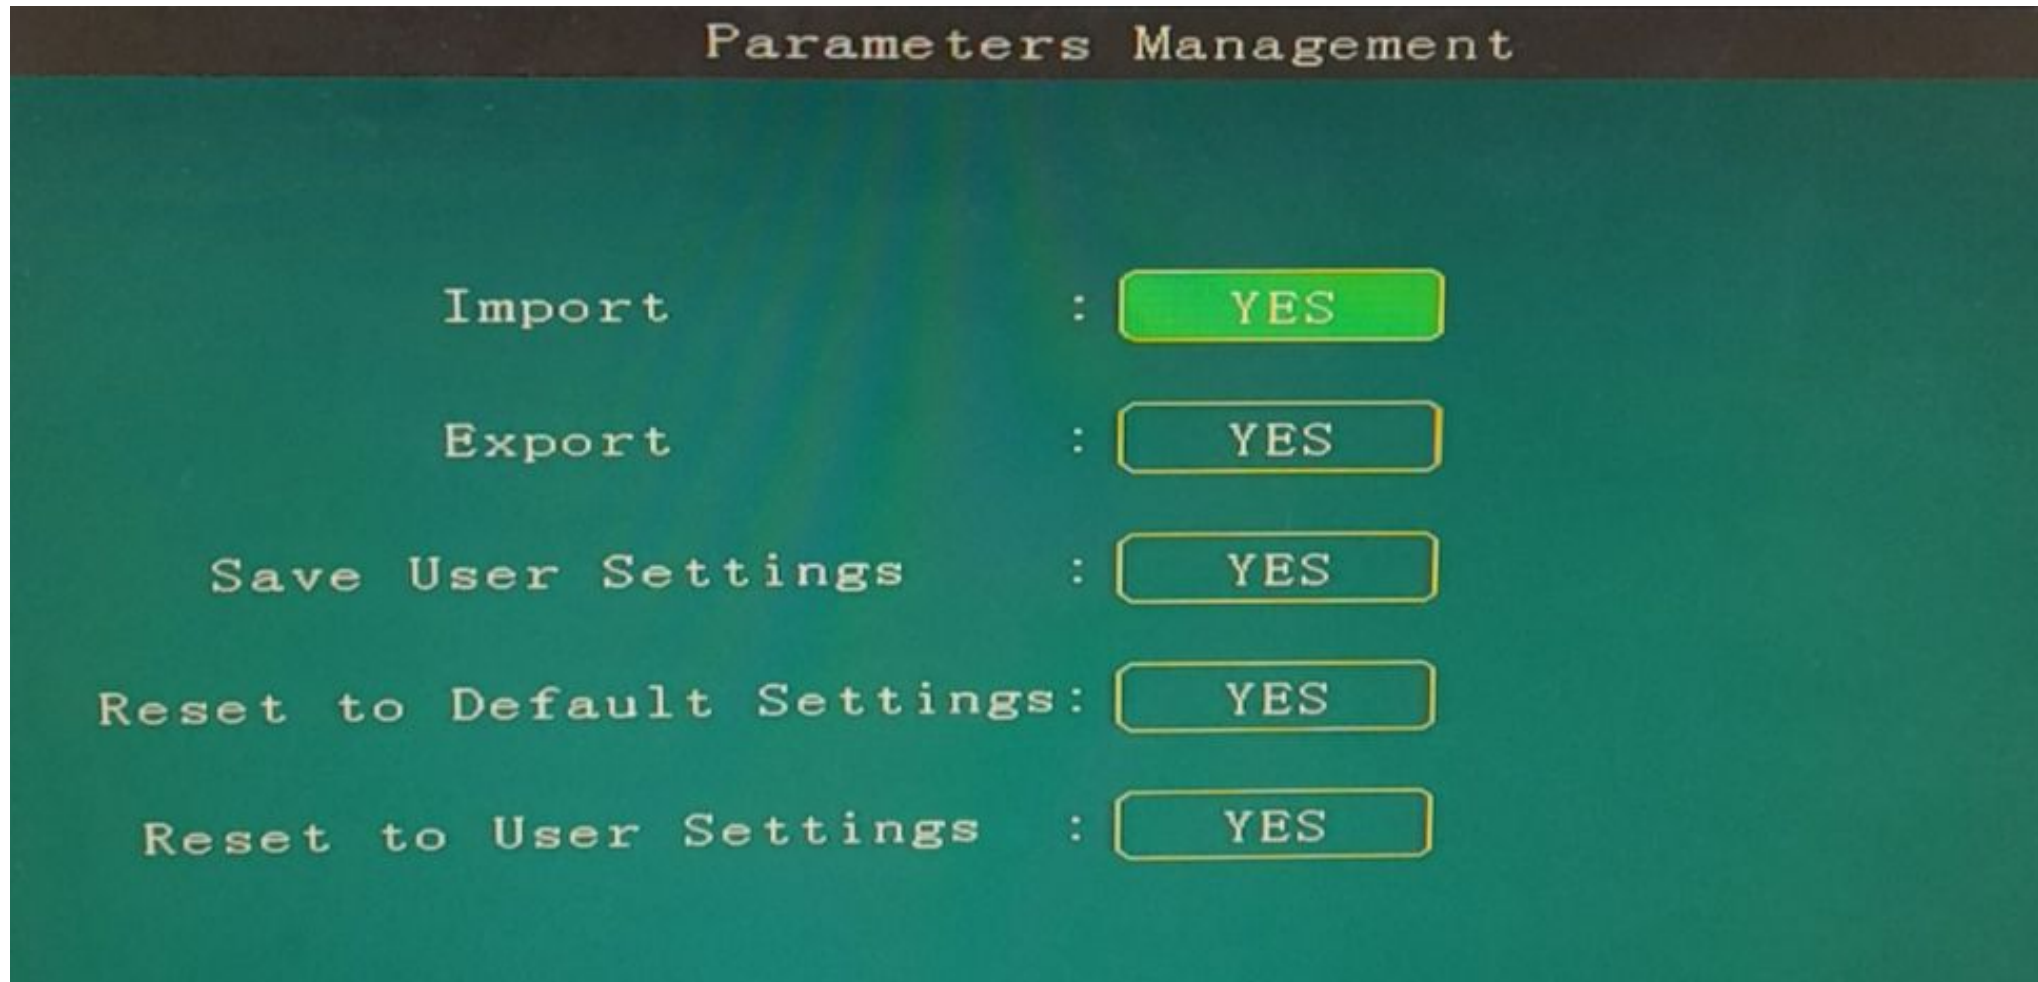 Parameters Management
Import : YES
Export : YES
Save User Settings : YES
Reset to Default Settings: YES
Reset to User Settings : YES